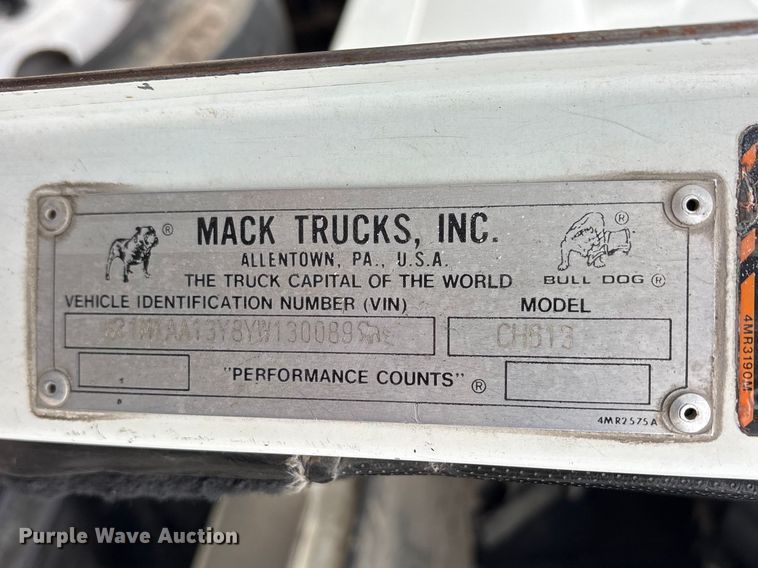 MACK TRUCKS, INC.
ALLENTOWN, PA., U.S.A.
THE TRUCK CAPITAL OF THE WORLD
BULL DOG ®
®
®
VEHICLE IDENTIFICATION NUMBER (VIN)
MODEL
CH613
"PERFORMANCE COUNTS" ®
4MR2575A
4MR3190M
Purple Wave Auction